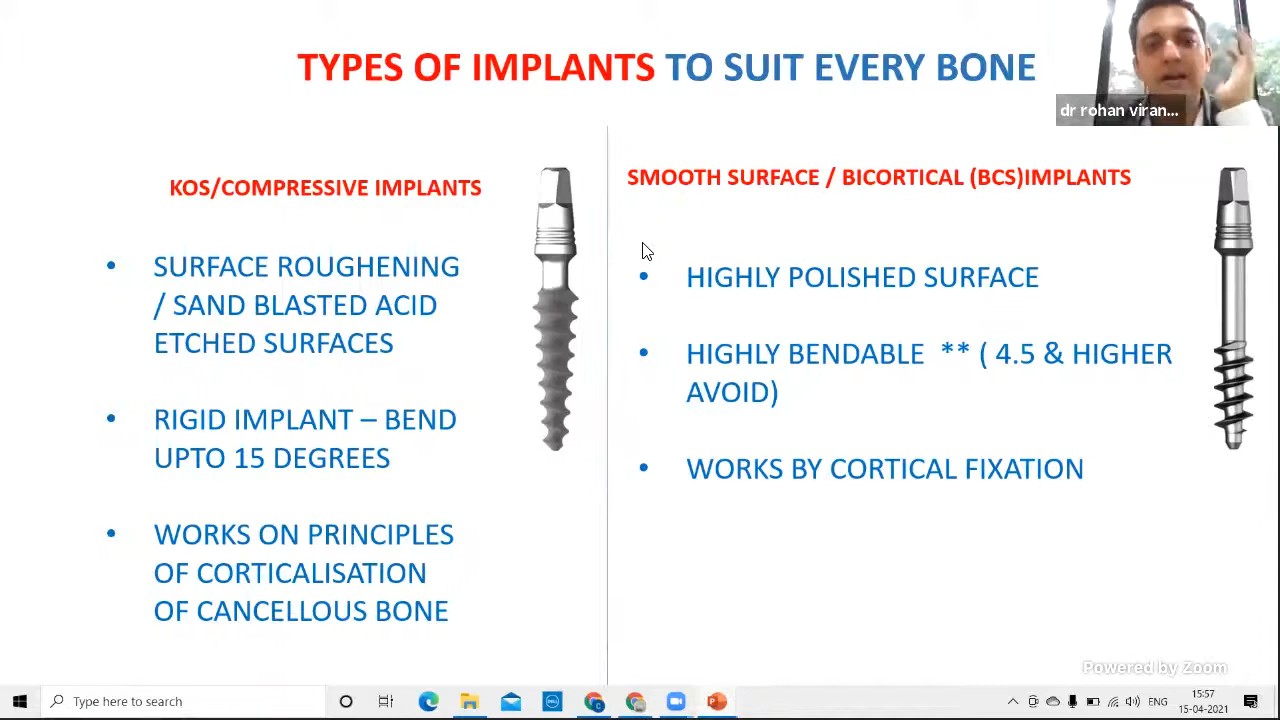 TYPES OF IMPLANTS TO SUIT EVERY BONE
dr rohan viran...
KOS/COMPRESSIVE IMPLANTS
• SURFACE ROUGHENING
/ SAND BLASTED ACID
ETCHED SURFACES
• RIGID IMPLANT – BEND
UPTO 15 DEGREES
• WORKS ON PRINCIPLES
OF CORTICALISATION
OF CANCELLOUS BONE
SMOOTH SURFACE / BICORTICAL (BCS)IMPLANTS
• HIGHLY POLISHED SURFACE
• HIGHLY BENDABLE ** ( 4.5 & HIGHER
AVOID)
• WORKS BY CORTICAL FIXATION
Powered by Zoom
Type here to search
ENG
15:57
15-04-2021